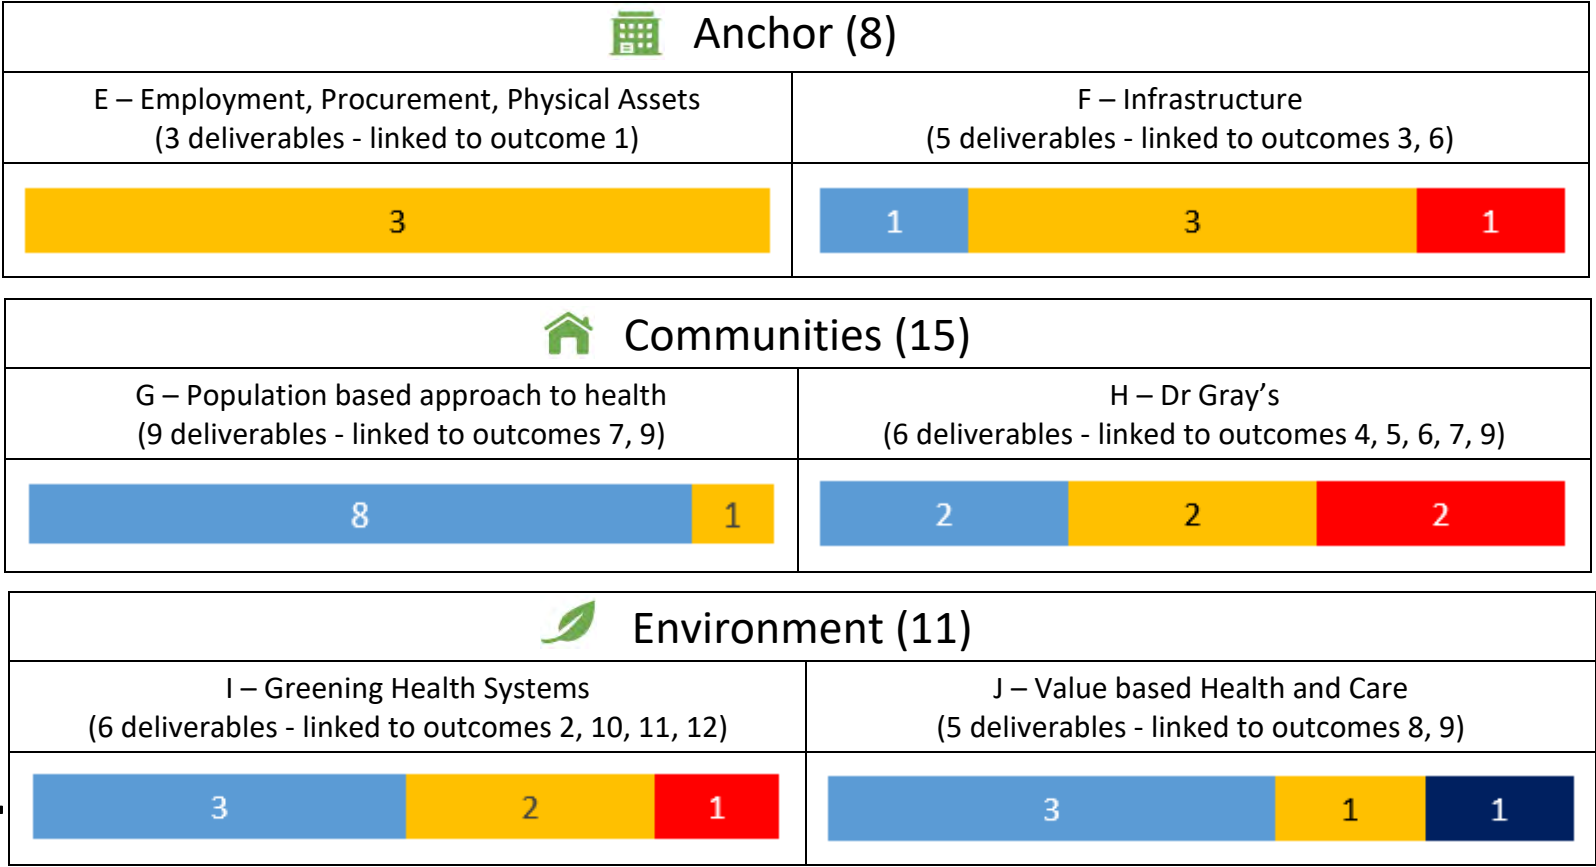 Anchor (8)
E – Employment, Procurement, Physical Assets
(3 deliverables - linked to outcome 1)
F – Infrastructure
(5 deliverables - linked to outcomes 3, 6)
3
1 3 1
Communities (15)
G – Population based approach to health
(9 deliverables - linked to outcomes 7, 9)
H – Dr Gray’s
(6 deliverables - linked to outcomes 4, 5, 6, 7, 9)
8 1
2 2 2
Environment (11)
I – Greening Health Systems
(6 deliverables - linked to outcomes 2, 10, 11, 12)
J – Value based Health and Care
(5 deliverables - linked to outcomes 8, 9)
3 2 1
3 1 1